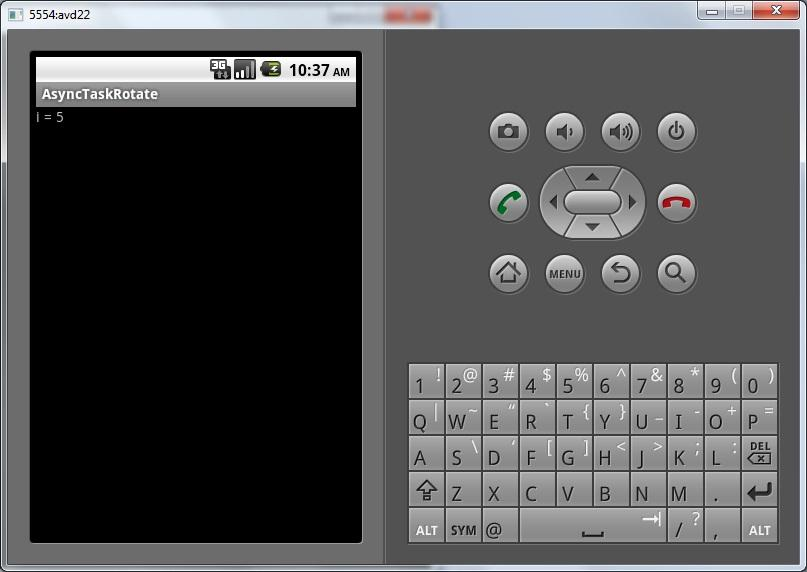 5554:avd22
3G 10:37 AM
AsyncTaskRotate
i = 5
MENU
1 ! 2 @ 3 # 4 $ 5 % 6 ^ 7 & 8 * 9 ( 0 )
Q | W ~ E “ R ` T { Y } U _ I - O + P =
A S \ D ‘ F [ G ] H < J > K ; L : DEL
Z X C V B N M .
ALT SYM @ / ? , ALT